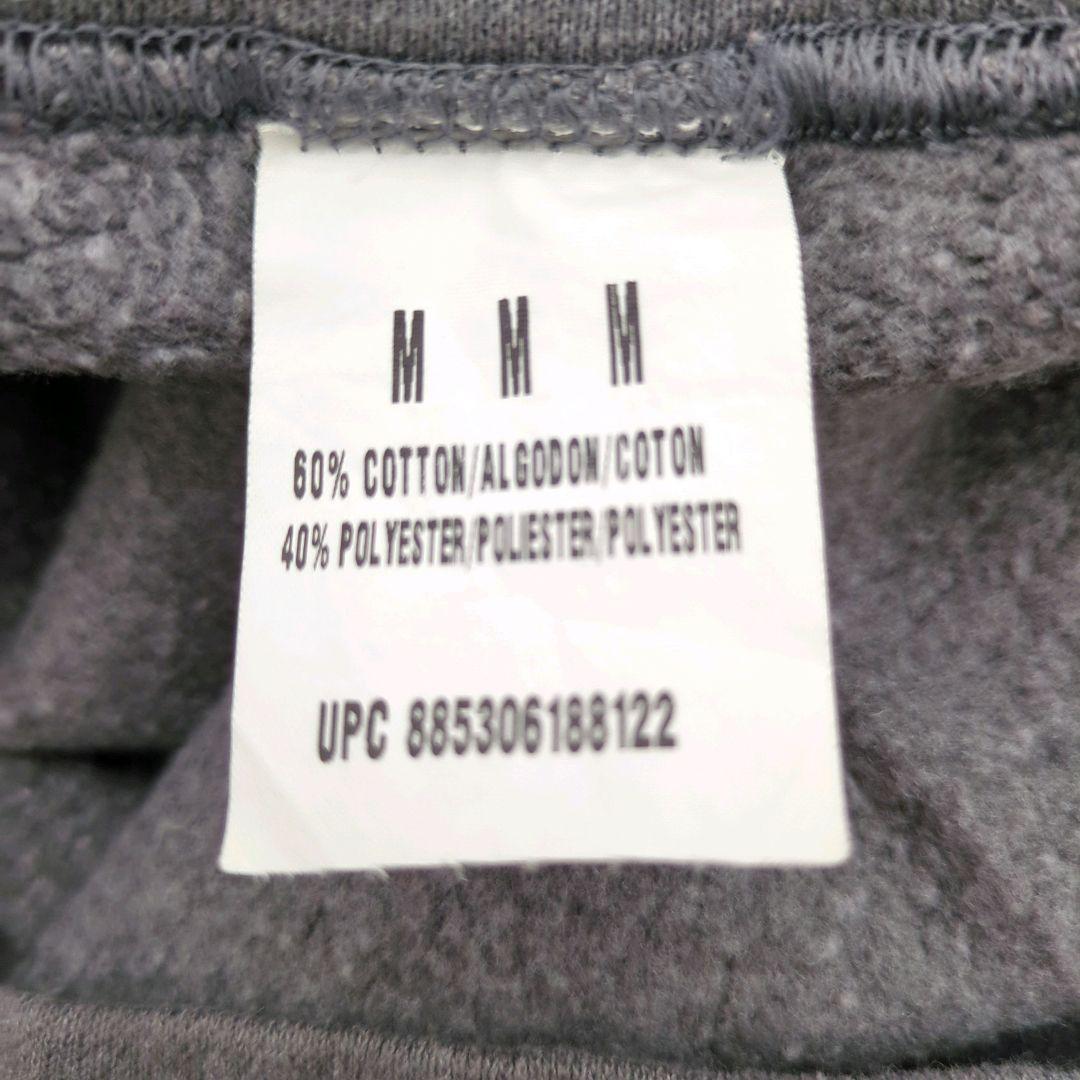 M M M
60% COTTON/ALGODON/COTON
40% POLYESTER/POLIESTER/POLYESTER
UPC 885306188122